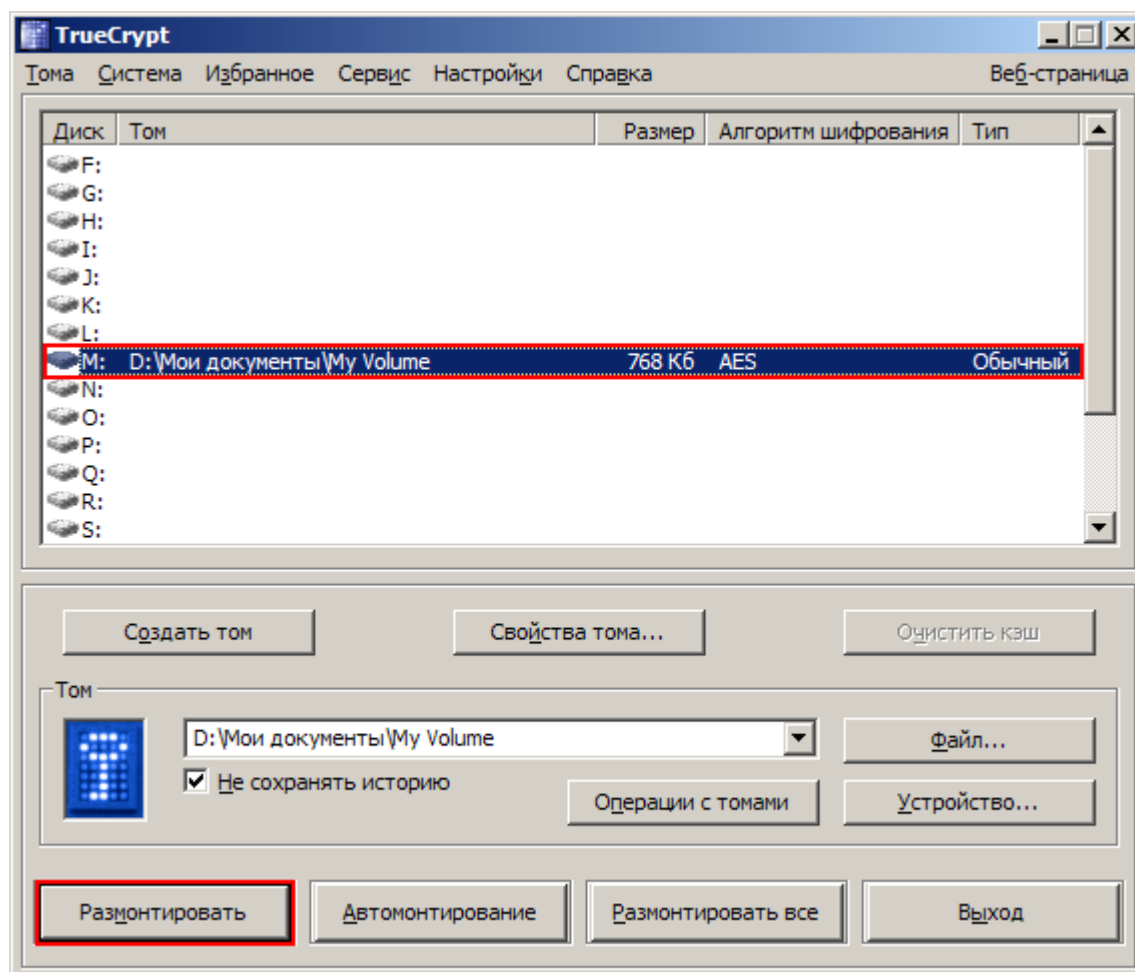 TrueCrypt
Тома Система Избранное Сервис Настройки Справка Веб-страница
Диск Том Размер Алгоритм шифрования Тип
F:
G:
H:
I:
J:
K:
L:
M: D:\Мои документы\My Volume 768 Кб AES Обычный
N:
O:
P:
Q:
R:
S:
Создать том Свойства тома... Очистить кэш
Том
D:\Мои документы\My Volume Файл...
Не сохранять историю
Операции с томами Устройство...
Размонтировать Автомонтирование Размонтировать все Выход